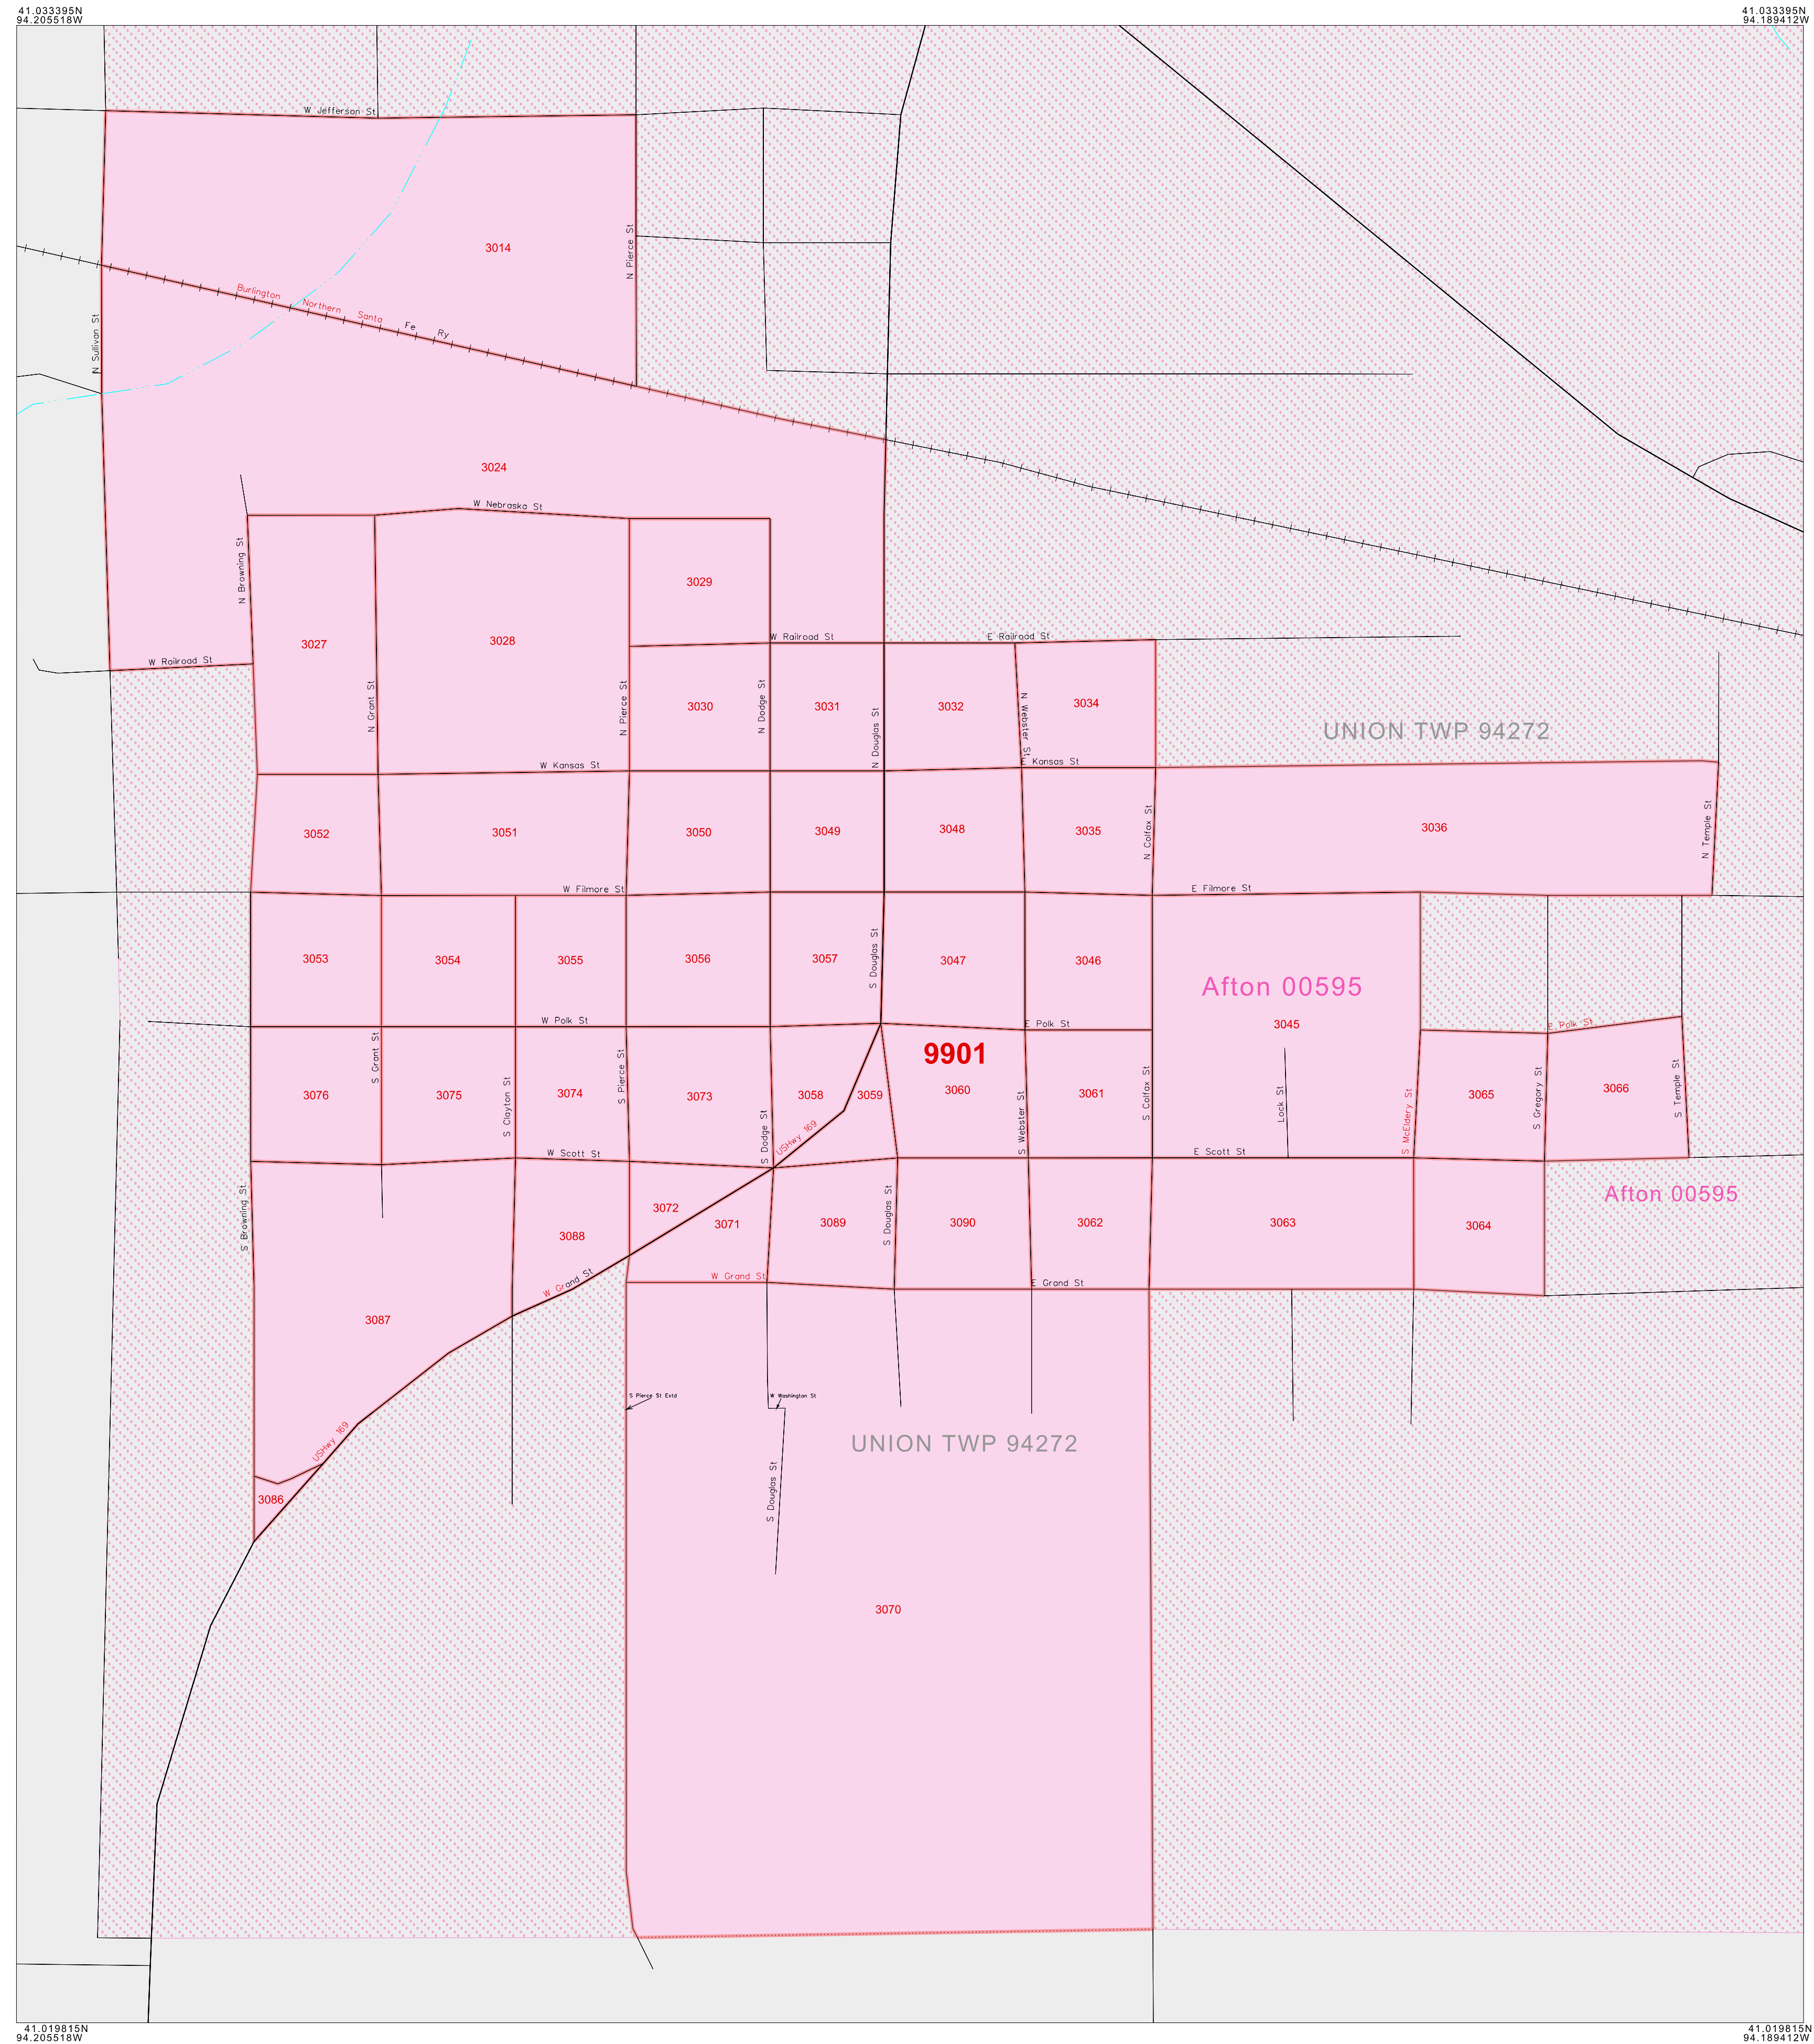 41.033395N
94.205518W
41.033395N
94.189412W
W Jefferson St
3014
N Pierce St
Burlington Northern Santa Fe Ry
N Sullivan St
3024
W Nebraska St
N Browning St
3029
3027
3028
W Railroad St
E Railroad St
W Railroad St
N Grant St
N Pierce St
3030
N Dodge St
3031
N Douglas St
3032
N Webster St
3034
UNION TWP 94272
W Kansas St
E Kansas St
3052
3051
3050
3049
3048
3035
N Colfax St
3036
N Temple St
W Filmore St
E Filmore St
3053
3054
3055
3056
3057
S Douglas St
3047
3046
Afton 00595
3045
W Polk St
E Polk St
E Polk St
9901
S Grant St
3076
3075
S Clayton St
3074
S Pierce St
3073
S Dodge St
3058
3059
USHwy 169
3060
S Webster St
3061
S Colfax St
Lock St
S McEldery St
3065
S Gregory St
3066
S Temple St
W Scott St
E Scott St
S Browning St
3088
3072
3071
3089
S Douglas St
3090
3062
3063
3064
Afton 00595
W Grand St
W Grand St
E Grand St
3087
S Pierce St Extd
W Washington St
USHwy 169
UNION TWP 94272
3086
S Douglas St
3070
41.019815N
94.205518W
41.019815N
94.189412W